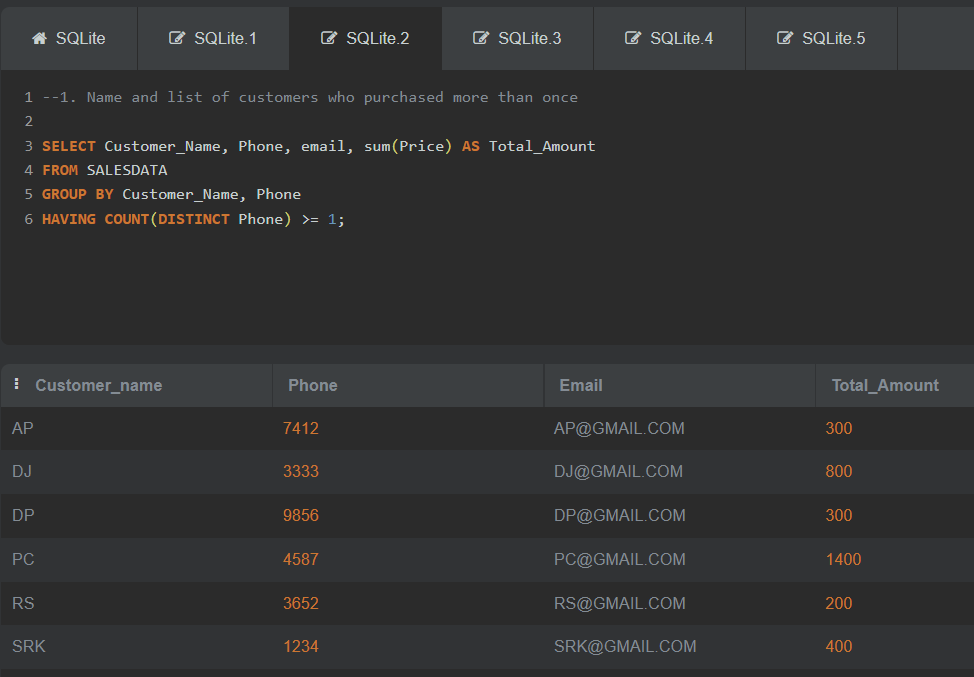 SQLite SQLite.1 SQLite.2 SQLite.3 SQLite.4 SQLite.5
1 --1. Name and list of customers who purchased more than once
2
3 SELECT Customer_Name, Phone, email, sum(Price) AS Total_Amount
4 FROM SALESDATA
5 GROUP BY Customer_Name, Phone
6 HAVING COUNT(DISTINCT Phone) >= 1;
Customer_name Phone Email Total_Amount
AP 7412 AP@GMAIL.COM 300
DJ 3333 DJ@GMAIL.COM 800
DP 9856 DP@GMAIL.COM 300
PC 4587 PC@GMAIL.COM 1400
RS 3652 RS@GMAIL.COM 200
SRK 1234 SRK@GMAIL.COM 400